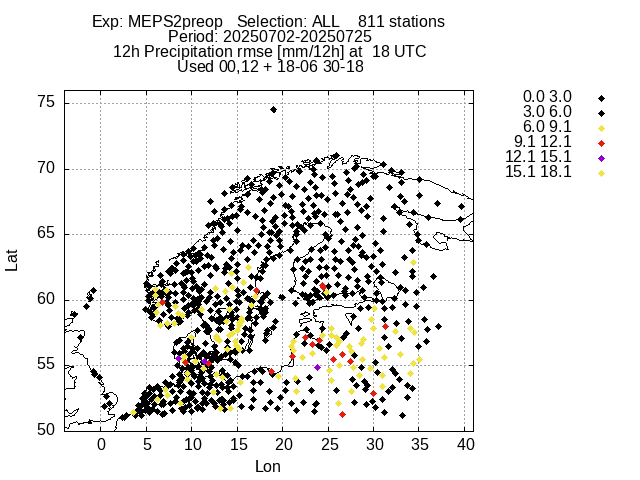 Exp: MEPS2preop   Selection: ALL    811 stations
Period: 20250702-20250725
12h Precipitation rmse [mm/12h] at  18 UTC
Used 00,12 + 18-06 30-18
0.0 3.0
3.0 6.0
6.0 9.1
9.1 12.1
12.1 15.1
15.1 18.1
75
70
65
60
55
50
Lat
0 5 10 15 20 25 30 35 40
Lon